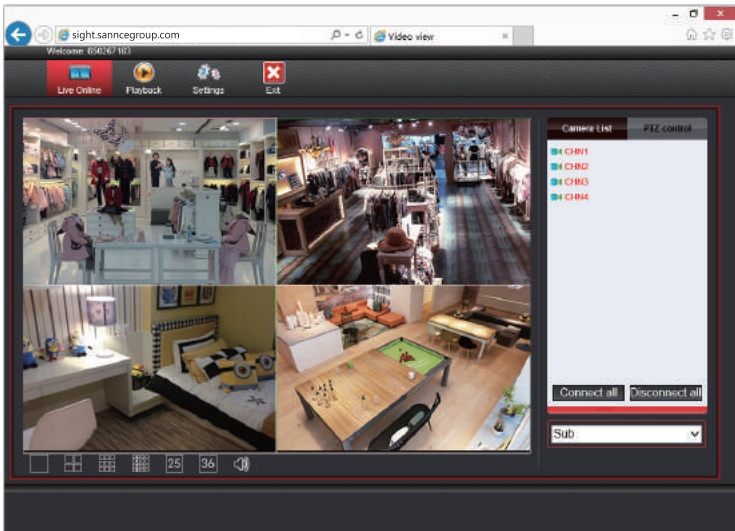 sight.sanncegroup.com
Video view
Welcome: 850267183
Live Online
Playback
Settings
Exit
Camera List
PTZ control
CHN1
CHN2
CHN3
CHN4
Connect all
Disconnect all
Sub
25
36